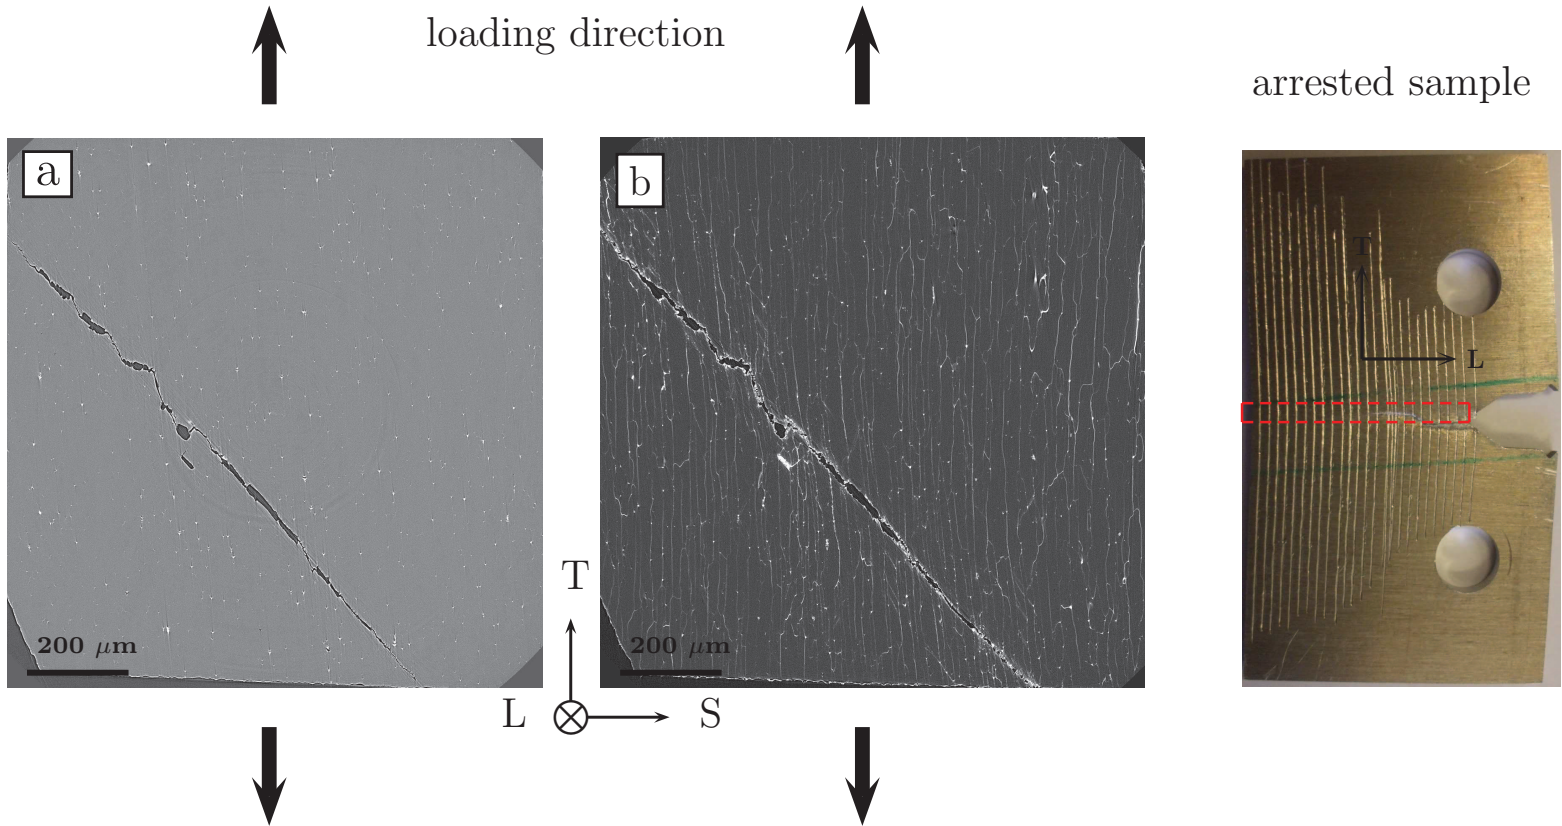 loading direction
arrested sample
a
b
T
L
200 μm
200 μm
T
L
S